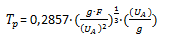 T_p = 0,2857 · (g·F / (U_A)²)^(1/3) · ((U_A) / g)